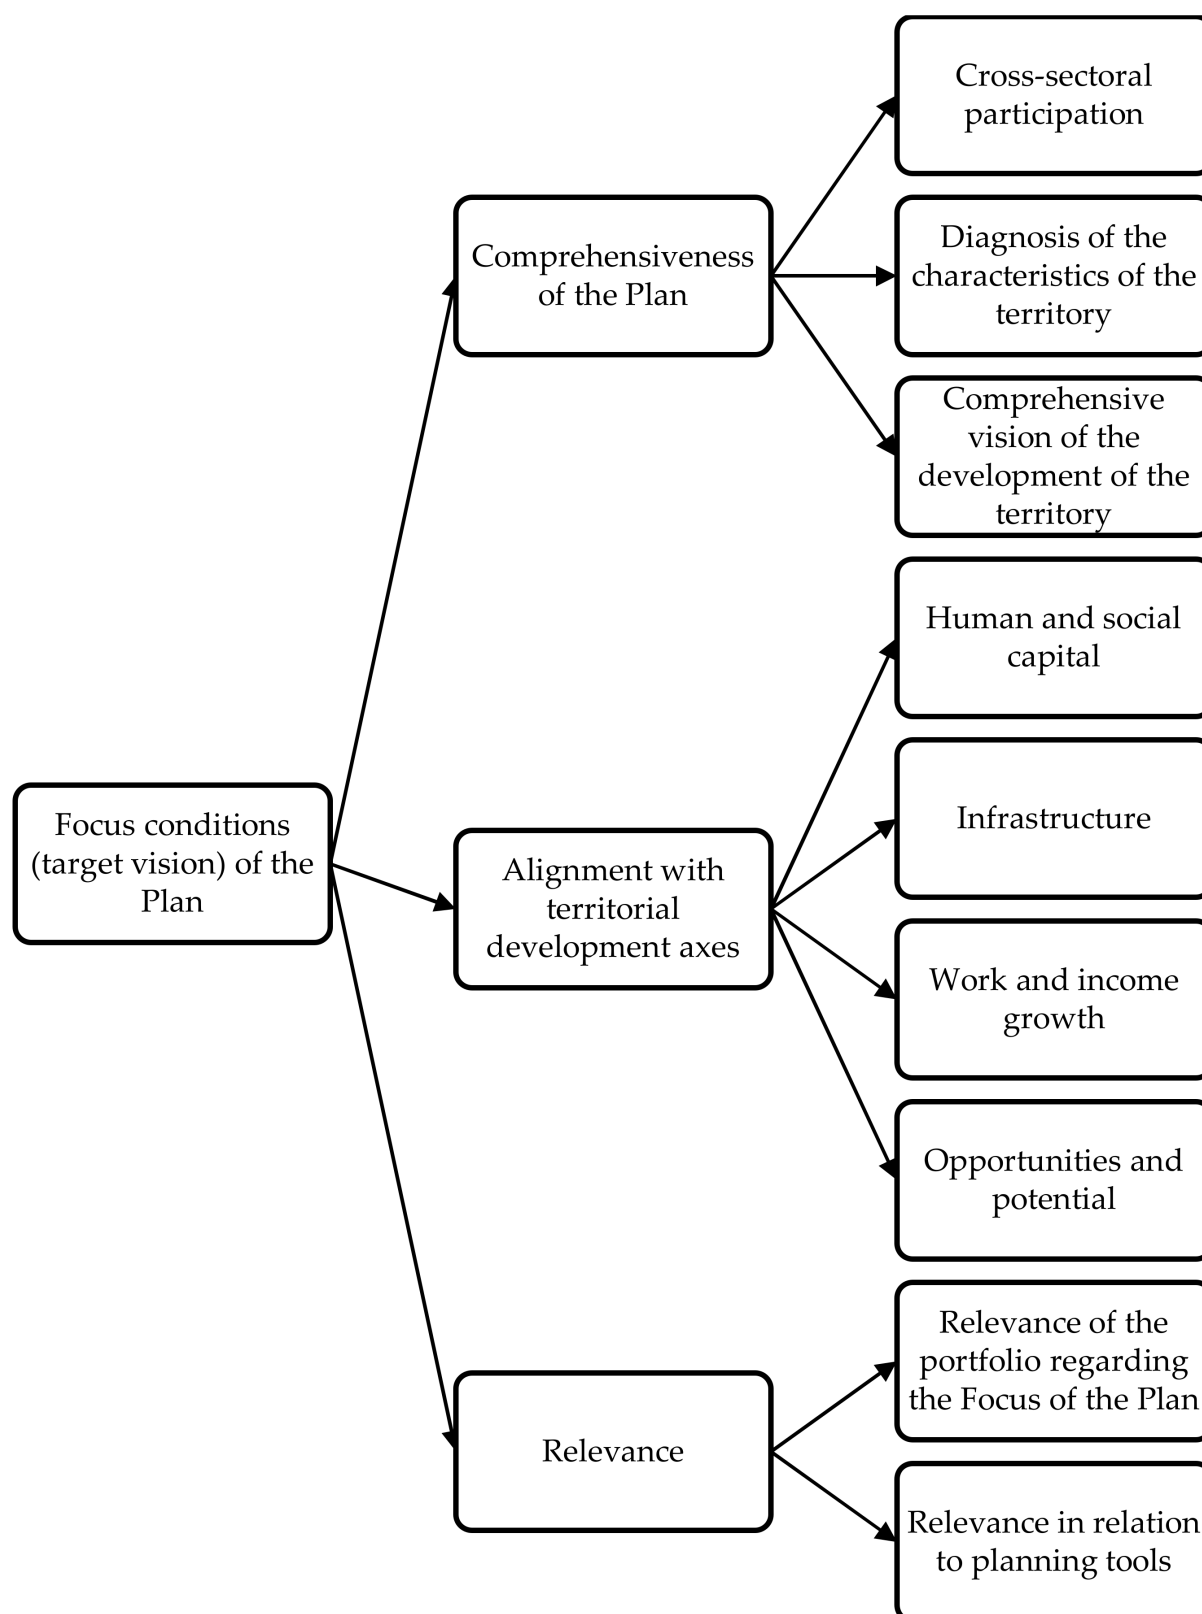 Cross-sectoral
participation
Comprehensiveness
of the Plan
Diagnosis of the
characteristics of the
territory
Comprehensive
vision of the
development of the
territory
Human and social
capital
Infrastructure
Focus conditions
(target vision) of the
Plan
Alignment with
territorial
development axes
Work and income
growth
Opportunities and
potential
Relevance
Relevance of the
portfolio regarding
the Focus of the Plan
Relevance in relation
to planning tools